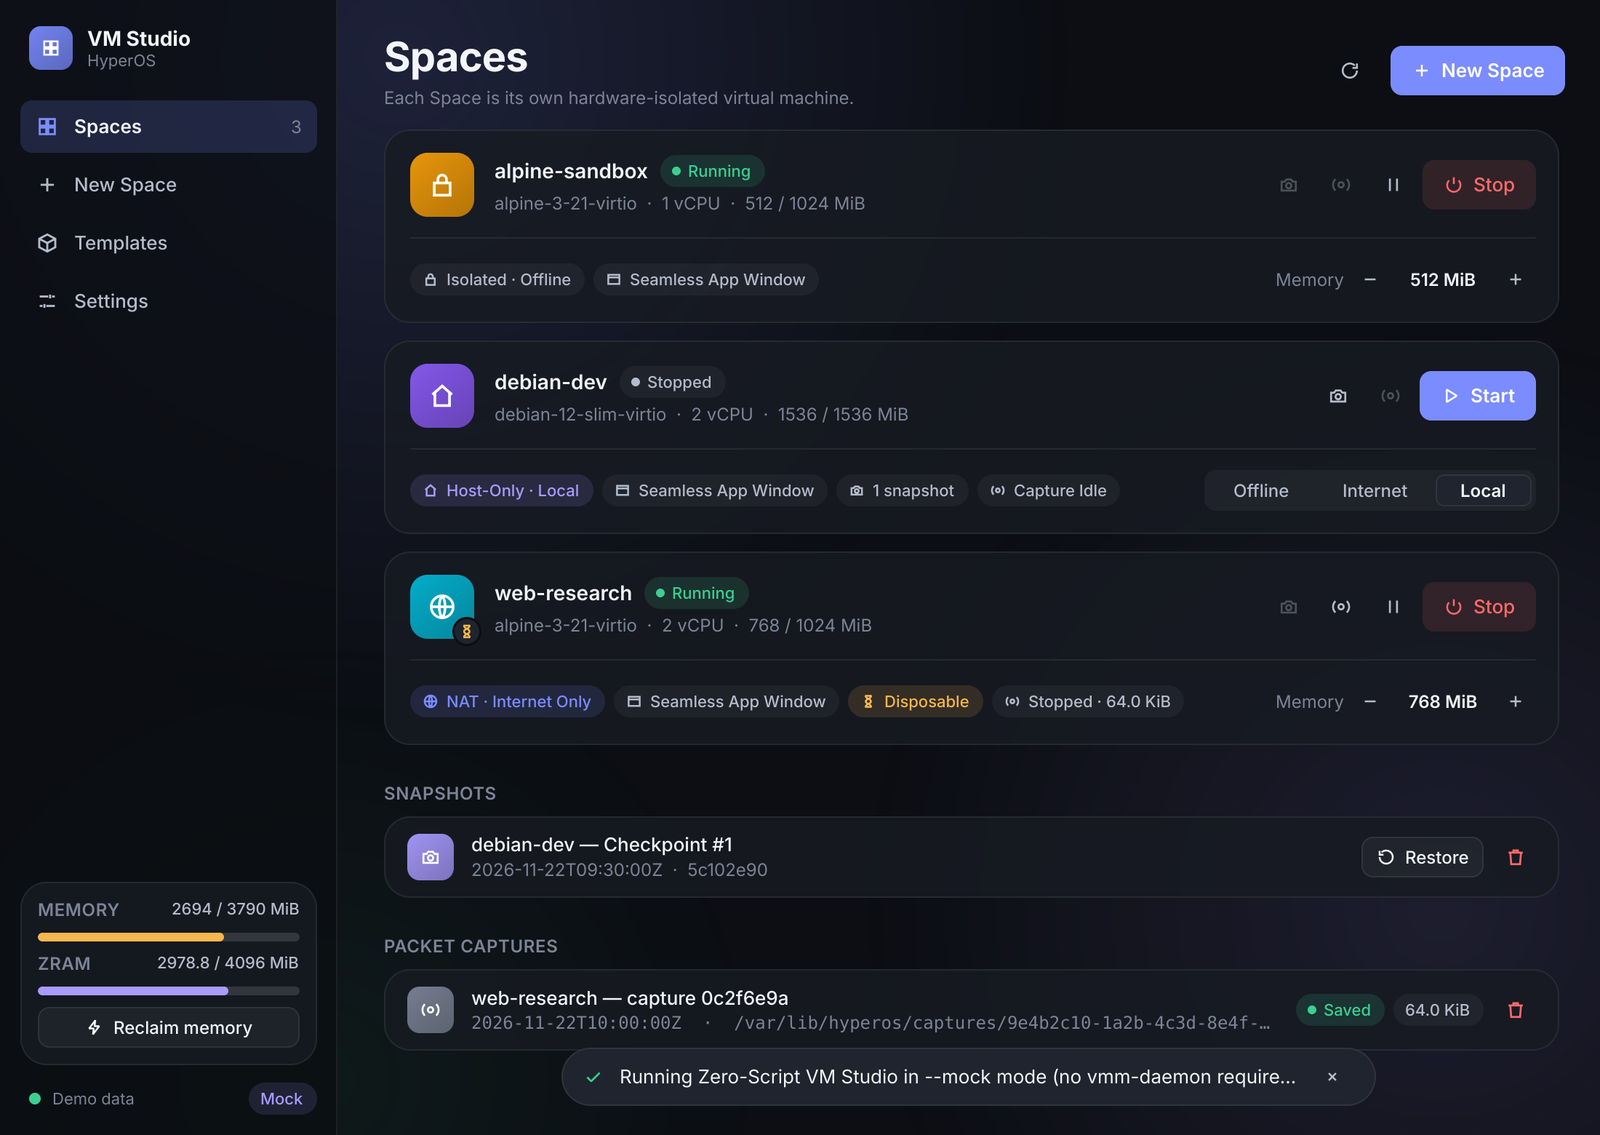 VM Studio
HyperOS
Spaces 3
New Space
Templates
Settings
MEMORY 2694 / 3790 MiB
ZRAM 2978.8 / 4096 MiB
Reclaim memory
Demo data Mock
Spaces
Each Space is its own hardware-isolated virtual machine.
New Space
alpine-sandbox Running
alpine-3-21-virtio · 1 vCPU · 512 / 1024 MiB
Stop
Isolated · Offline Seamless App Window Memory − 512 MiB +
debian-dev Stopped
debian-12-slim-virtio · 2 vCPU · 1536 / 1536 MiB
Start
Host-Only · Local Seamless App Window 1 snapshot Capture Idle Offline Internet Local
web-research Running
alpine-3-21-virtio · 2 vCPU · 768 / 1024 MiB
Stop
NAT · Internet Only Seamless App Window Disposable Stopped · 64.0 KiB Memory − 768 MiB +
SNAPSHOTS
debian-dev — Checkpoint #1
2026-11-22T09:30:00Z · 5c102e90
Restore
PACKET CAPTURES
web-research — capture 0c2f6e9a
2026-11-22T10:00:00Z · /var/lib/hyperos/captures/9e4b2c10-1a2b-4c3d-8e4f-…
Saved 64.0 KiB
Running Zero-Script VM Studio in --mock mode (no vmm-daemon require...